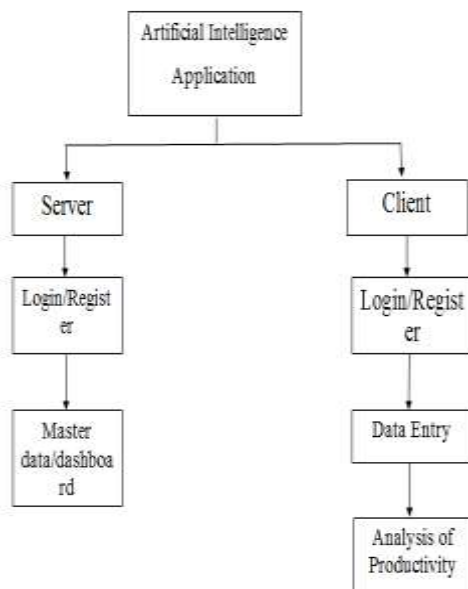 Artificial Intelligence
Application
Server
Client
Login/Regist
er
Login/Regist
er
Master
data/dashboa
rd
Data Entry
Analysis of
Productivity